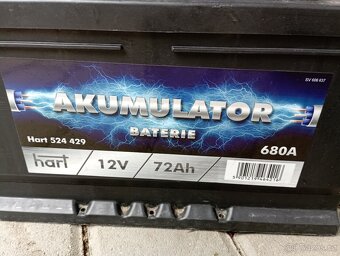 AKUMULATOR
BATERIE
Hart 524 429
680A
hart
12V
72Ah